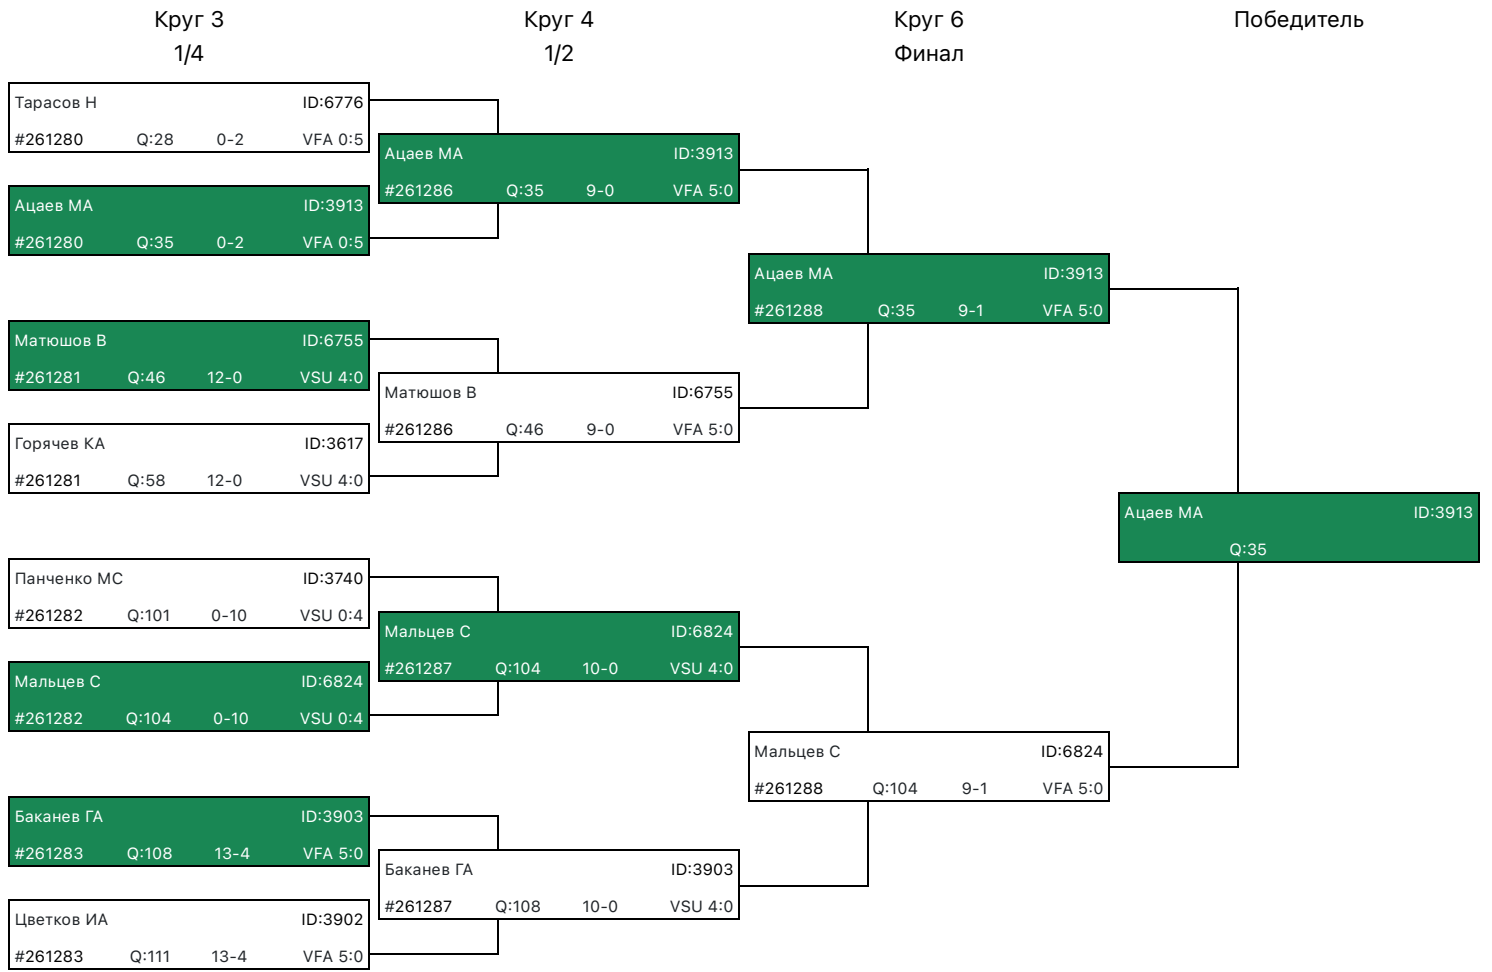 Круг 3 Круг 4 Круг 6 Победитель
1/4 1/2 Финал
Тарасов Н ID:6776
#261280 Q:28 0-2 VFA 0:5
Ацаев МА ID:3913
#261280 Q:35 0-2 VFA 0:5
Матюшов В ID:6755
#261281 Q:46 12-0 VSU 4:0
Горячев КА ID:3617
#261281 Q:58 12-0 VSU 4:0
Панченко МС ID:3740
#261282 Q:101 0-10 VSU 0:4
Мальцев С ID:6824
#261282 Q:104 0-10 VSU 0:4
Баканев ГА ID:3903
#261283 Q:108 13-4 VFA 5:0
Цветков ИА ID:3902
#261283 Q:111 13-4 VFA 5:0
Ацаев МА ID:3913
#261286 Q:35 9-0 VFA 5:0
Матюшов В ID:6755
#261286 Q:46 9-0 VFA 5:0
Мальцев С ID:6824
#261287 Q:104 10-0 VSU 4:0
Баканев ГА ID:3903
#261287 Q:108 10-0 VSU 4:0
Ацаев МА ID:3913
#261288 Q:35 9-1 VFA 5:0
Мальцев С ID:6824
#261288 Q:104 9-1 VFA 5:0
Ацаев МА ID:3913
Q:35